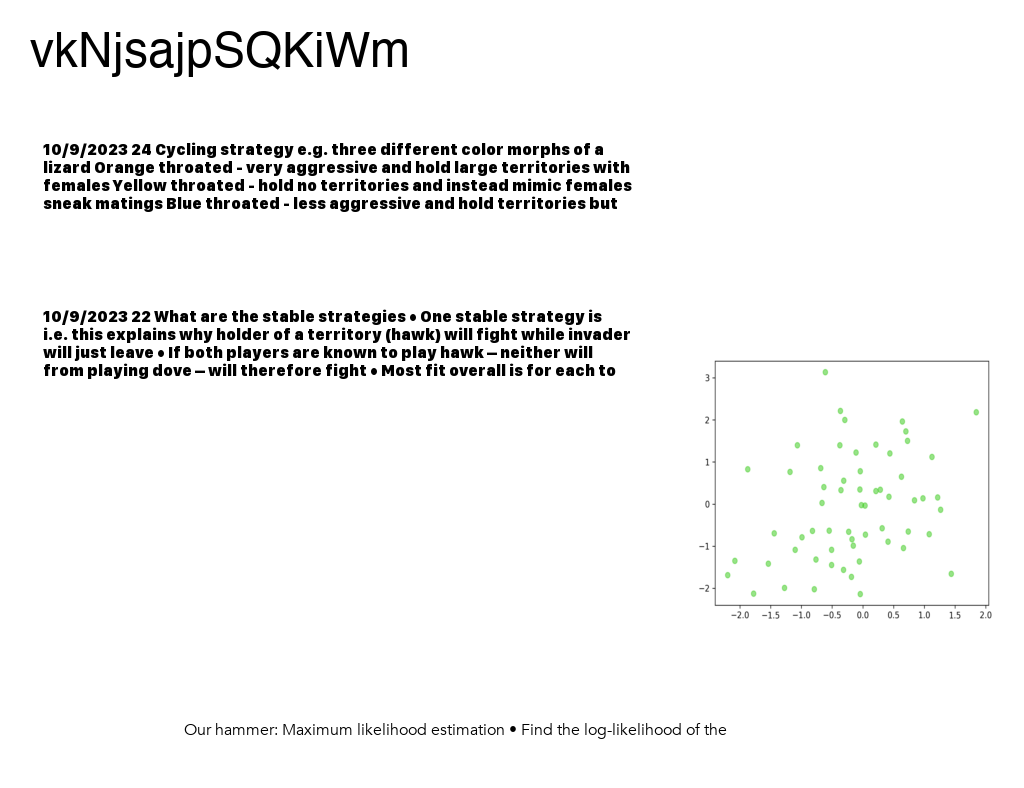 vkNjsajpSQKiWm
10/9/2023 24 Cycling strategy e.g. three different color morphs of a
lizard Orange throated - very aggressive and hold large territories with
females Yellow throated - hold no territories and instead mimic females
sneak matings Blue throated - less aggressive and hold territories but
10/9/2023 22 What are the stable strategies • One stable strategy is
i.e. this explains why holder of a territory (hawk) will fight while invader
will just leave • If both players are known to play hawk – neither will
from playing dove – will therefore fight • Most fit overall is for each to
3
2
1
0
−1
−2
−2.0 −1.5 −1.0 −0.5 0.0 0.5 1.0 1.5 2.0
Our hammer: Maximum likelihood estimation • Find the log-likelihood of the